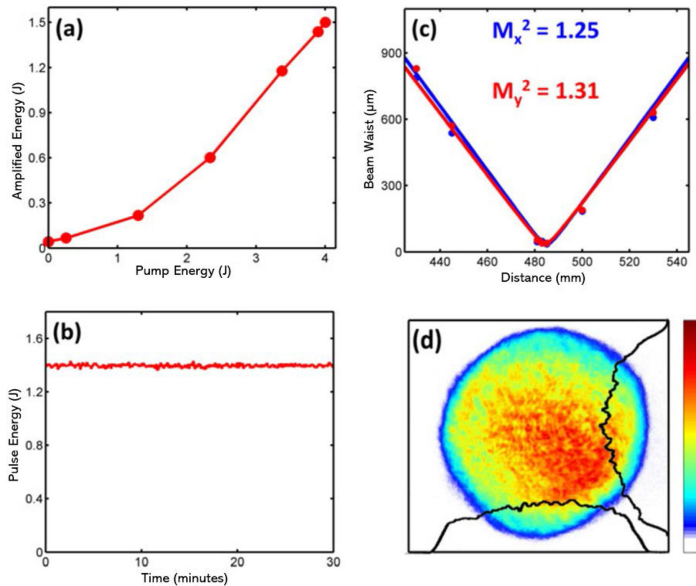 (a)
1.5
1.2
0.9
0.6
0.3
0
0 1 2 3 4
Amplified Energy (J)
Pump Energy (J)
(c)
Mx² = 1.25
My² = 1.31
900
600
300
0
440 460 480 500 520 540
Beam Waist (μm)
Distance (mm)
(b)
1.6
1.2
0.8
0.4
0
0 10 20 30
Pulse Energy (J)
Time (minutes)
(d)